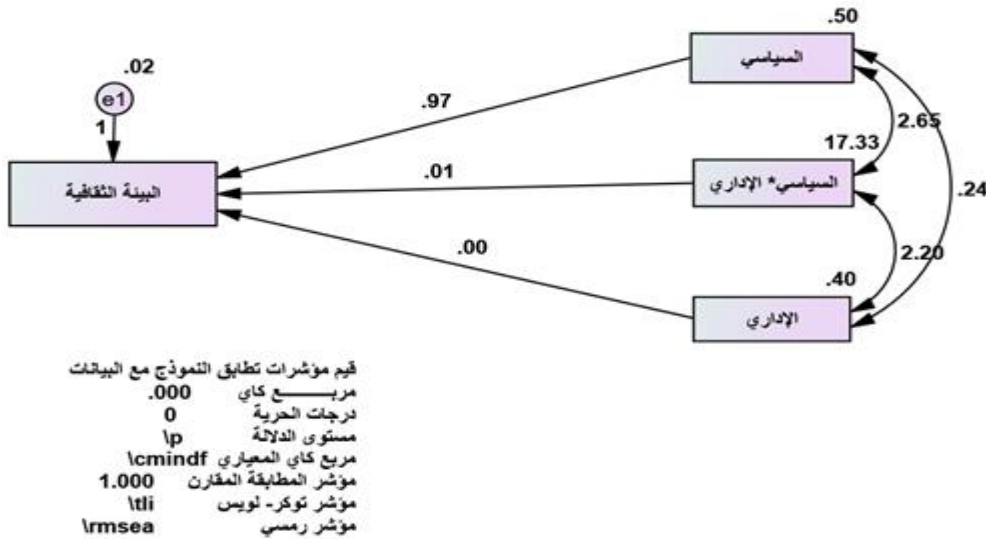 .50
السياسي
.02
e1
1
.97
2.65
17.33
البيئة الثقافية
.01
السياسي* الإداري
.24
.00
2.20
.40
الإداري
قيم مؤشرات تطابق النموذج مع البيانات
مربـــــــع كاي .000
درجات الحرية 0
مستوى الدلالة \p
مربع كاي المعياري \cmindf
مؤشر المطابقة المقارن 1.000
مؤشر توكر- لويس \tli
مؤشر رمسي \rmsea